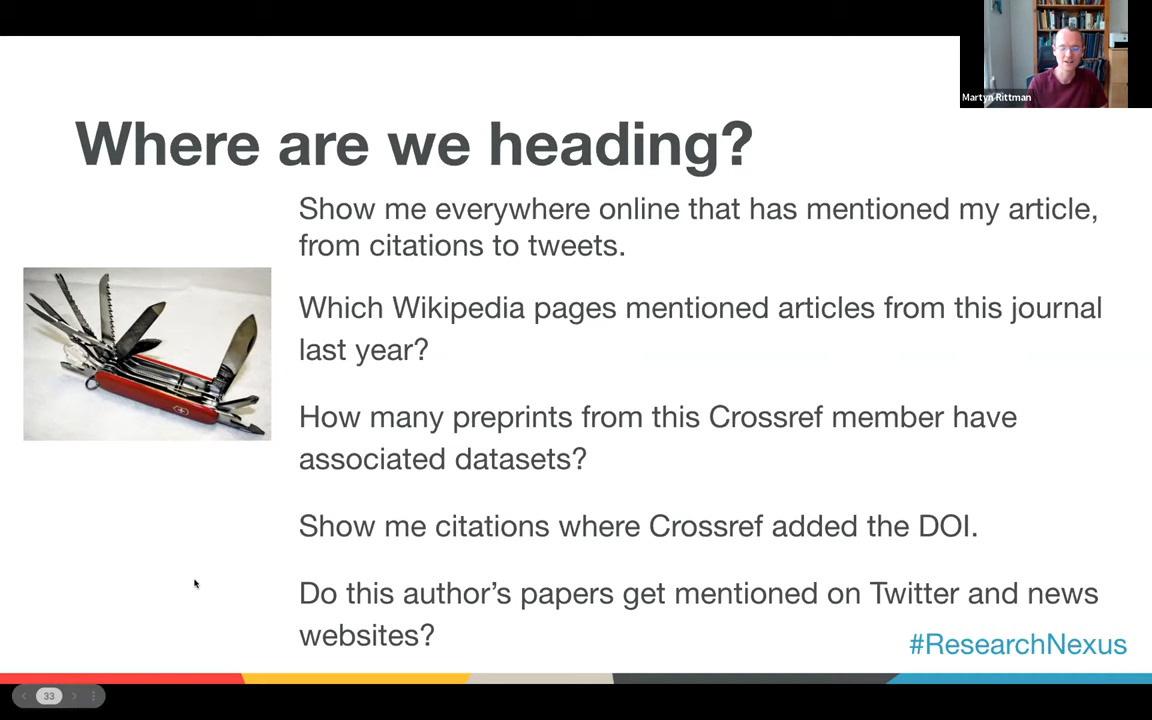 Martyn Rittman
Where are we heading?
Show me everywhere online that has mentioned my article,
from citations to tweets.
Which Wikipedia pages mentioned articles from this journal
last year?
How many preprints from this Crossref member have
associated datasets?
Show me citations where Crossref added the DOI.
Do this author’s papers get mentioned on Twitter and news
websites?
#ResearchNexus
33